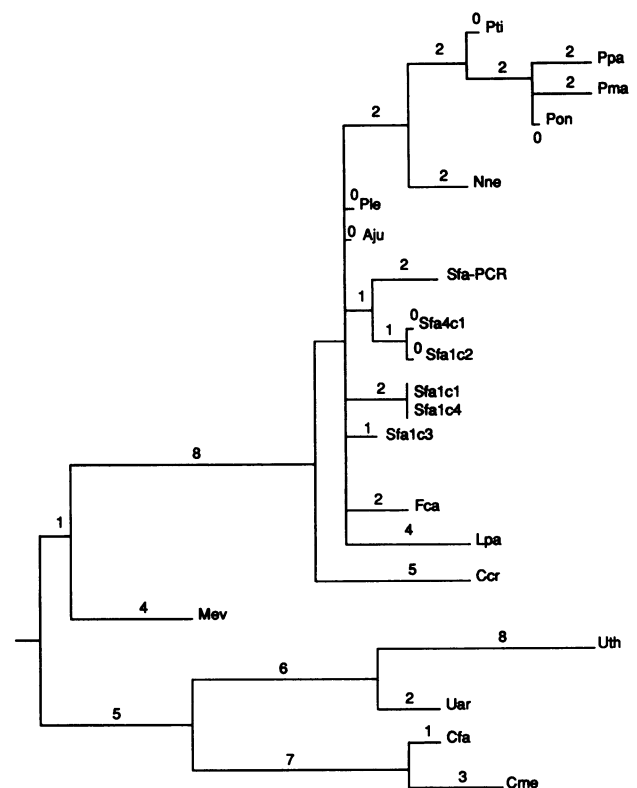 0 Pti
2
2 Ppa
2
2 Pma
Pon
0
2
2 Nne
0 Ple
0 Aju
2 Sfa-PCR
1
0 Sfa4c1
1
0 Sfa1c2
2 Sfa1c1
Sfa1c4
1 Sfa1c3
8
2 Fca
1
4 Lpa
5 Ccr
4 Mev
8 Uth
6
2 Uar
5
1 Cfa
7
3 Cme